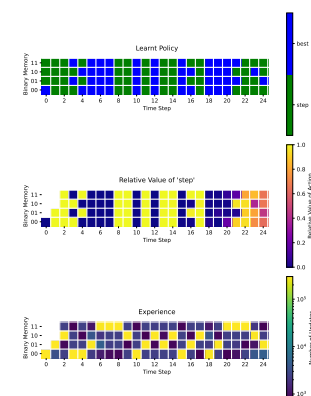 Learnt Policy
Binary Memory
11
10
01
00
0 2 4 6 8 10 12 14 16 18 20 22 24
Time Step
best
step
Relative Value of 'step'
Binary Memory
11
10
01
00
0 2 4 6 8 10 12 14 16 18 20 22 24
Time Step
1.0
0.8
0.6
0.4
0.2
0.0
Relative Value of Action
Experience
Binary Memory
11
10
01
00
0 2 4 6 8 10 12 14 16 18 20 22 24
Time Step
10⁵
10⁴
10³